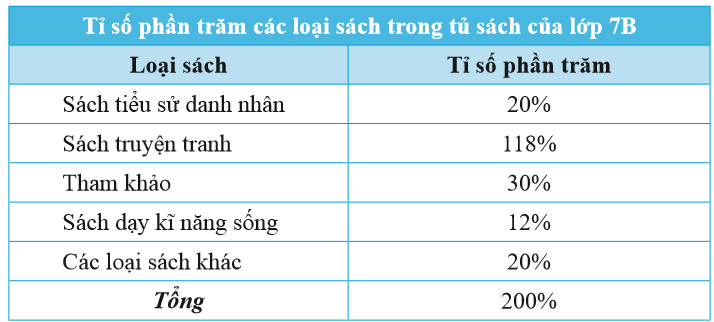 Tỉ số phần trăm các loại sách trong tủ sách của lớp 7B
Loại sách Tỉ số phần trăm
Sách tiểu sử danh nhân 20%
Sách truyện tranh 118%
Tham khảo 30%
Sách dạy kĩ năng sống 12%
Các loại sách khác 20%
Tổng 200%